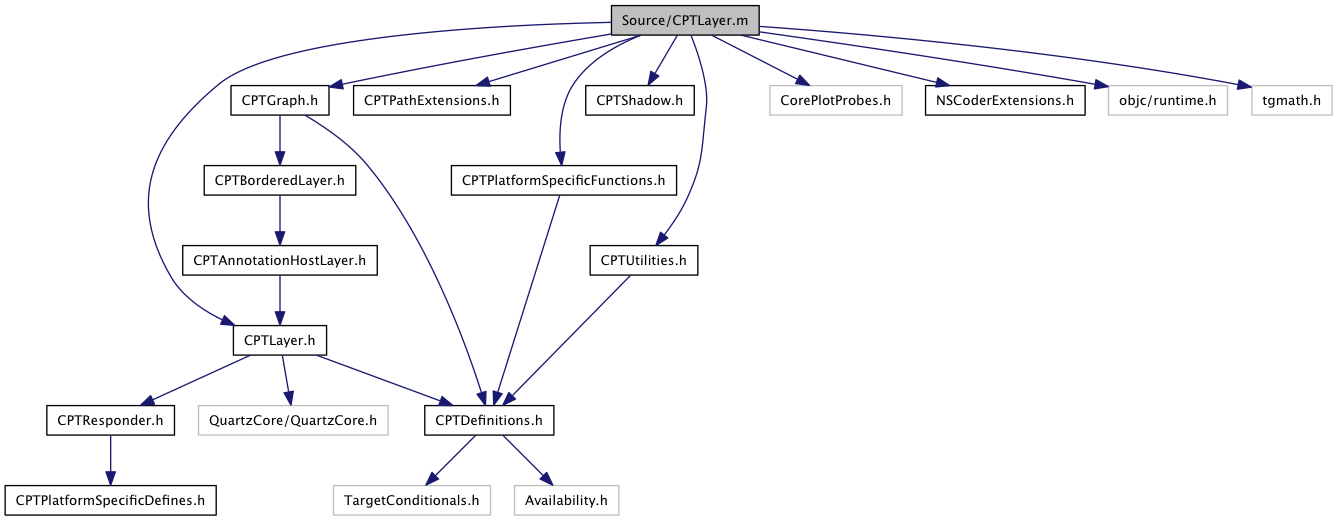 Source/CPTLayer.m
CPTGraph.h
CPTPathExtensions.h
CPTShadow.h
CorePlotProbes.h
NSCoderExtensions.h
objc/runtime.h
tgmath.h
CPTBorderedLayer.h
CPTPlatformSpecificFunctions.h
CPTAnnotationHostLayer.h
CPTUtilities.h
CPTLayer.h
CPTResponder.h
QuartzCore/QuartzCore.h
CPTDefinitions.h
CPTPlatformSpecificDefines.h
TargetConditionals.h
Availability.h